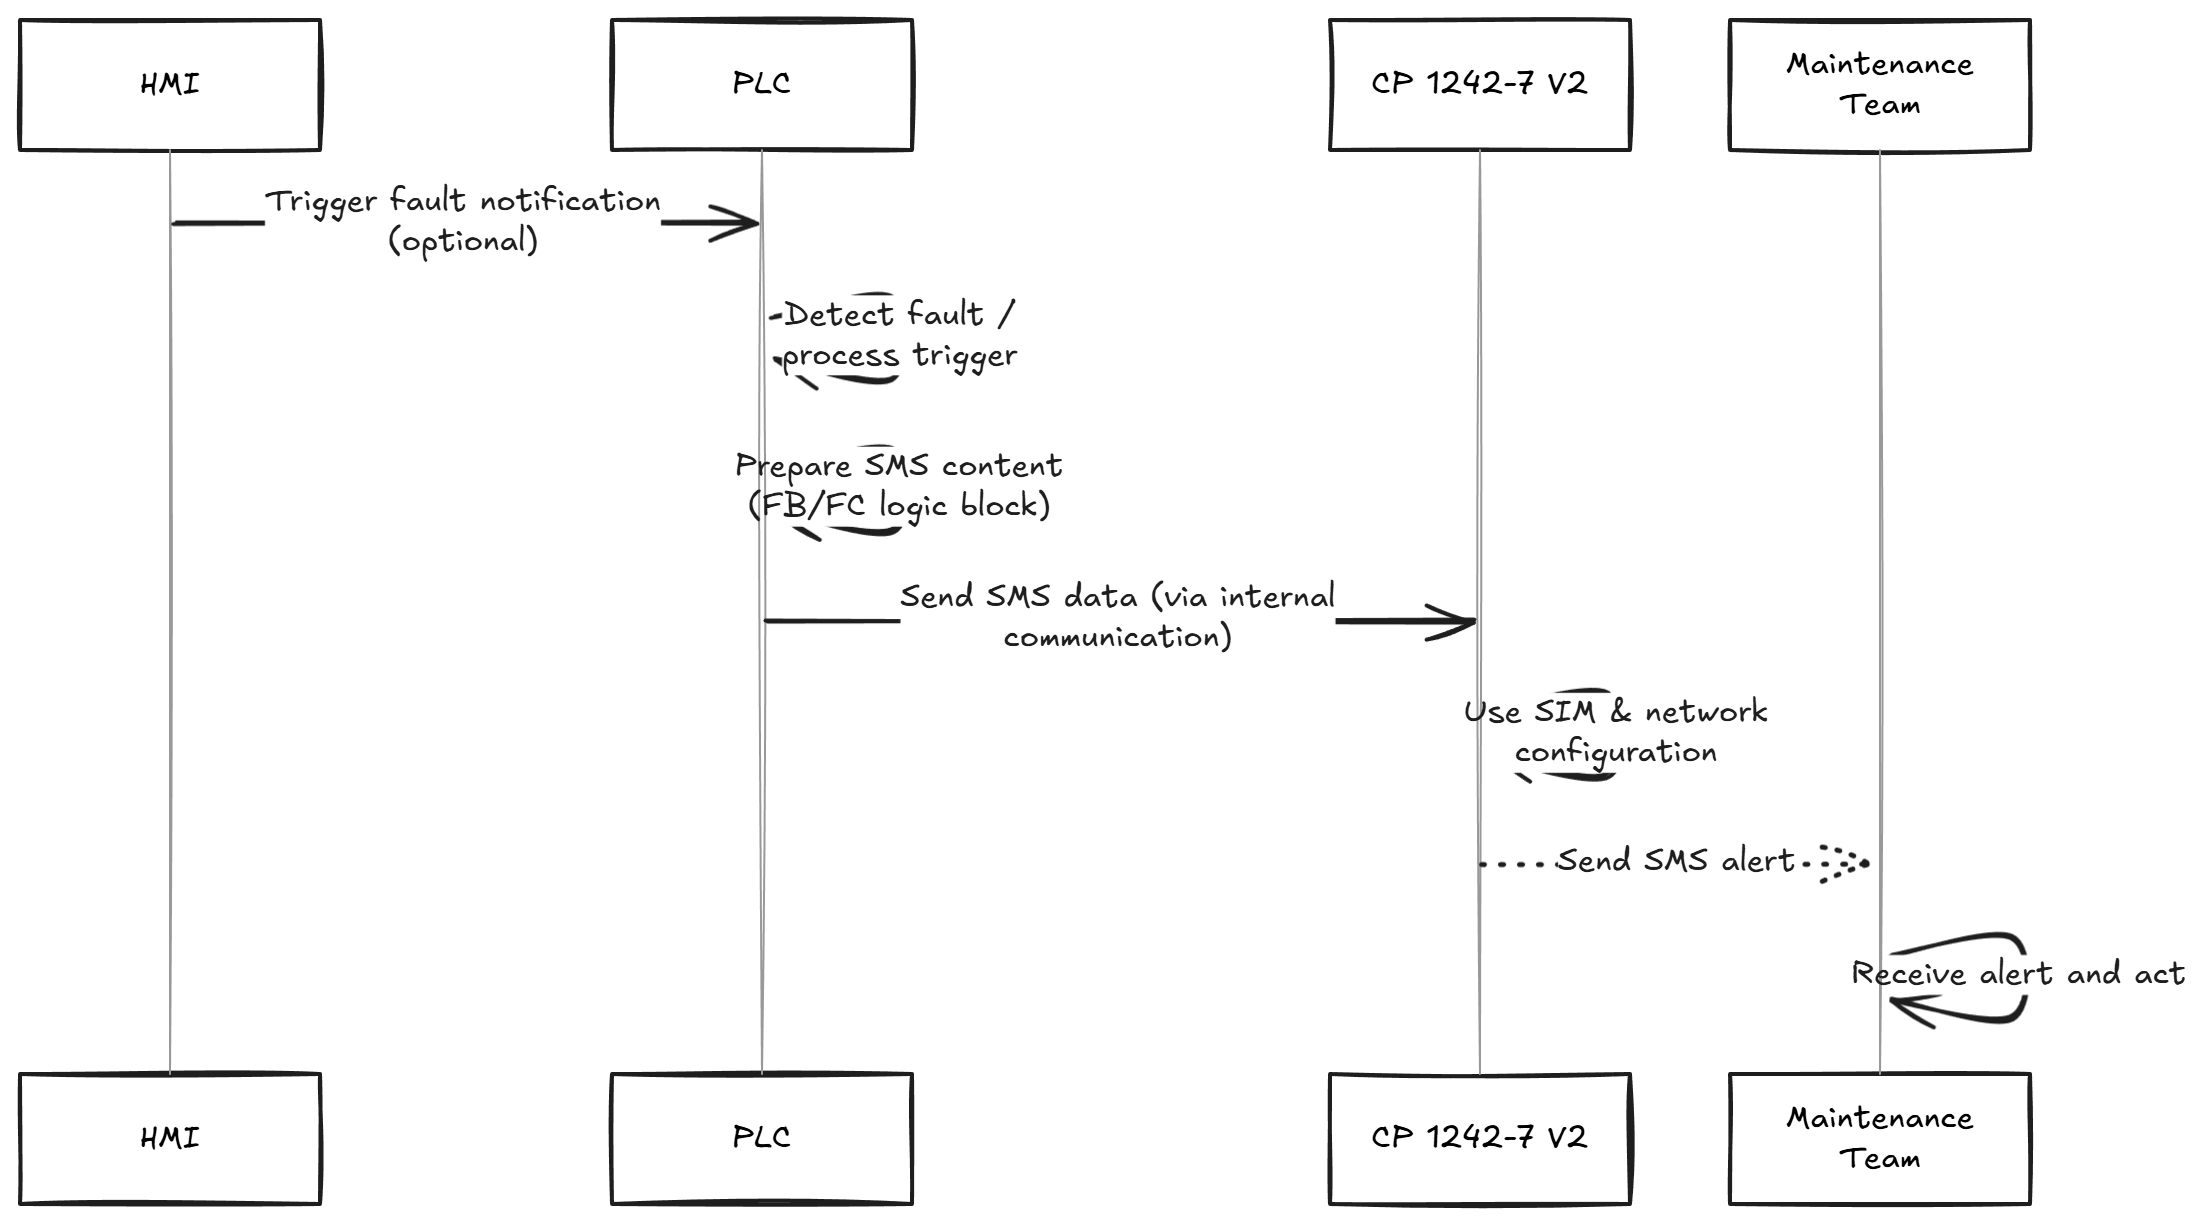 HMI
PLC
CP 1242-7 V2
Maintenance
Team
Trigger fault notification
(optional)
Detect fault /
process trigger
Prepare SMS content
(FB/FC logic block)
Send SMS data (via internal
communication)
Use SIM & network
configuration
Send SMS alert
Receive alert and act
HMI
PLC
CP 1242-7 V2
Maintenance
Team